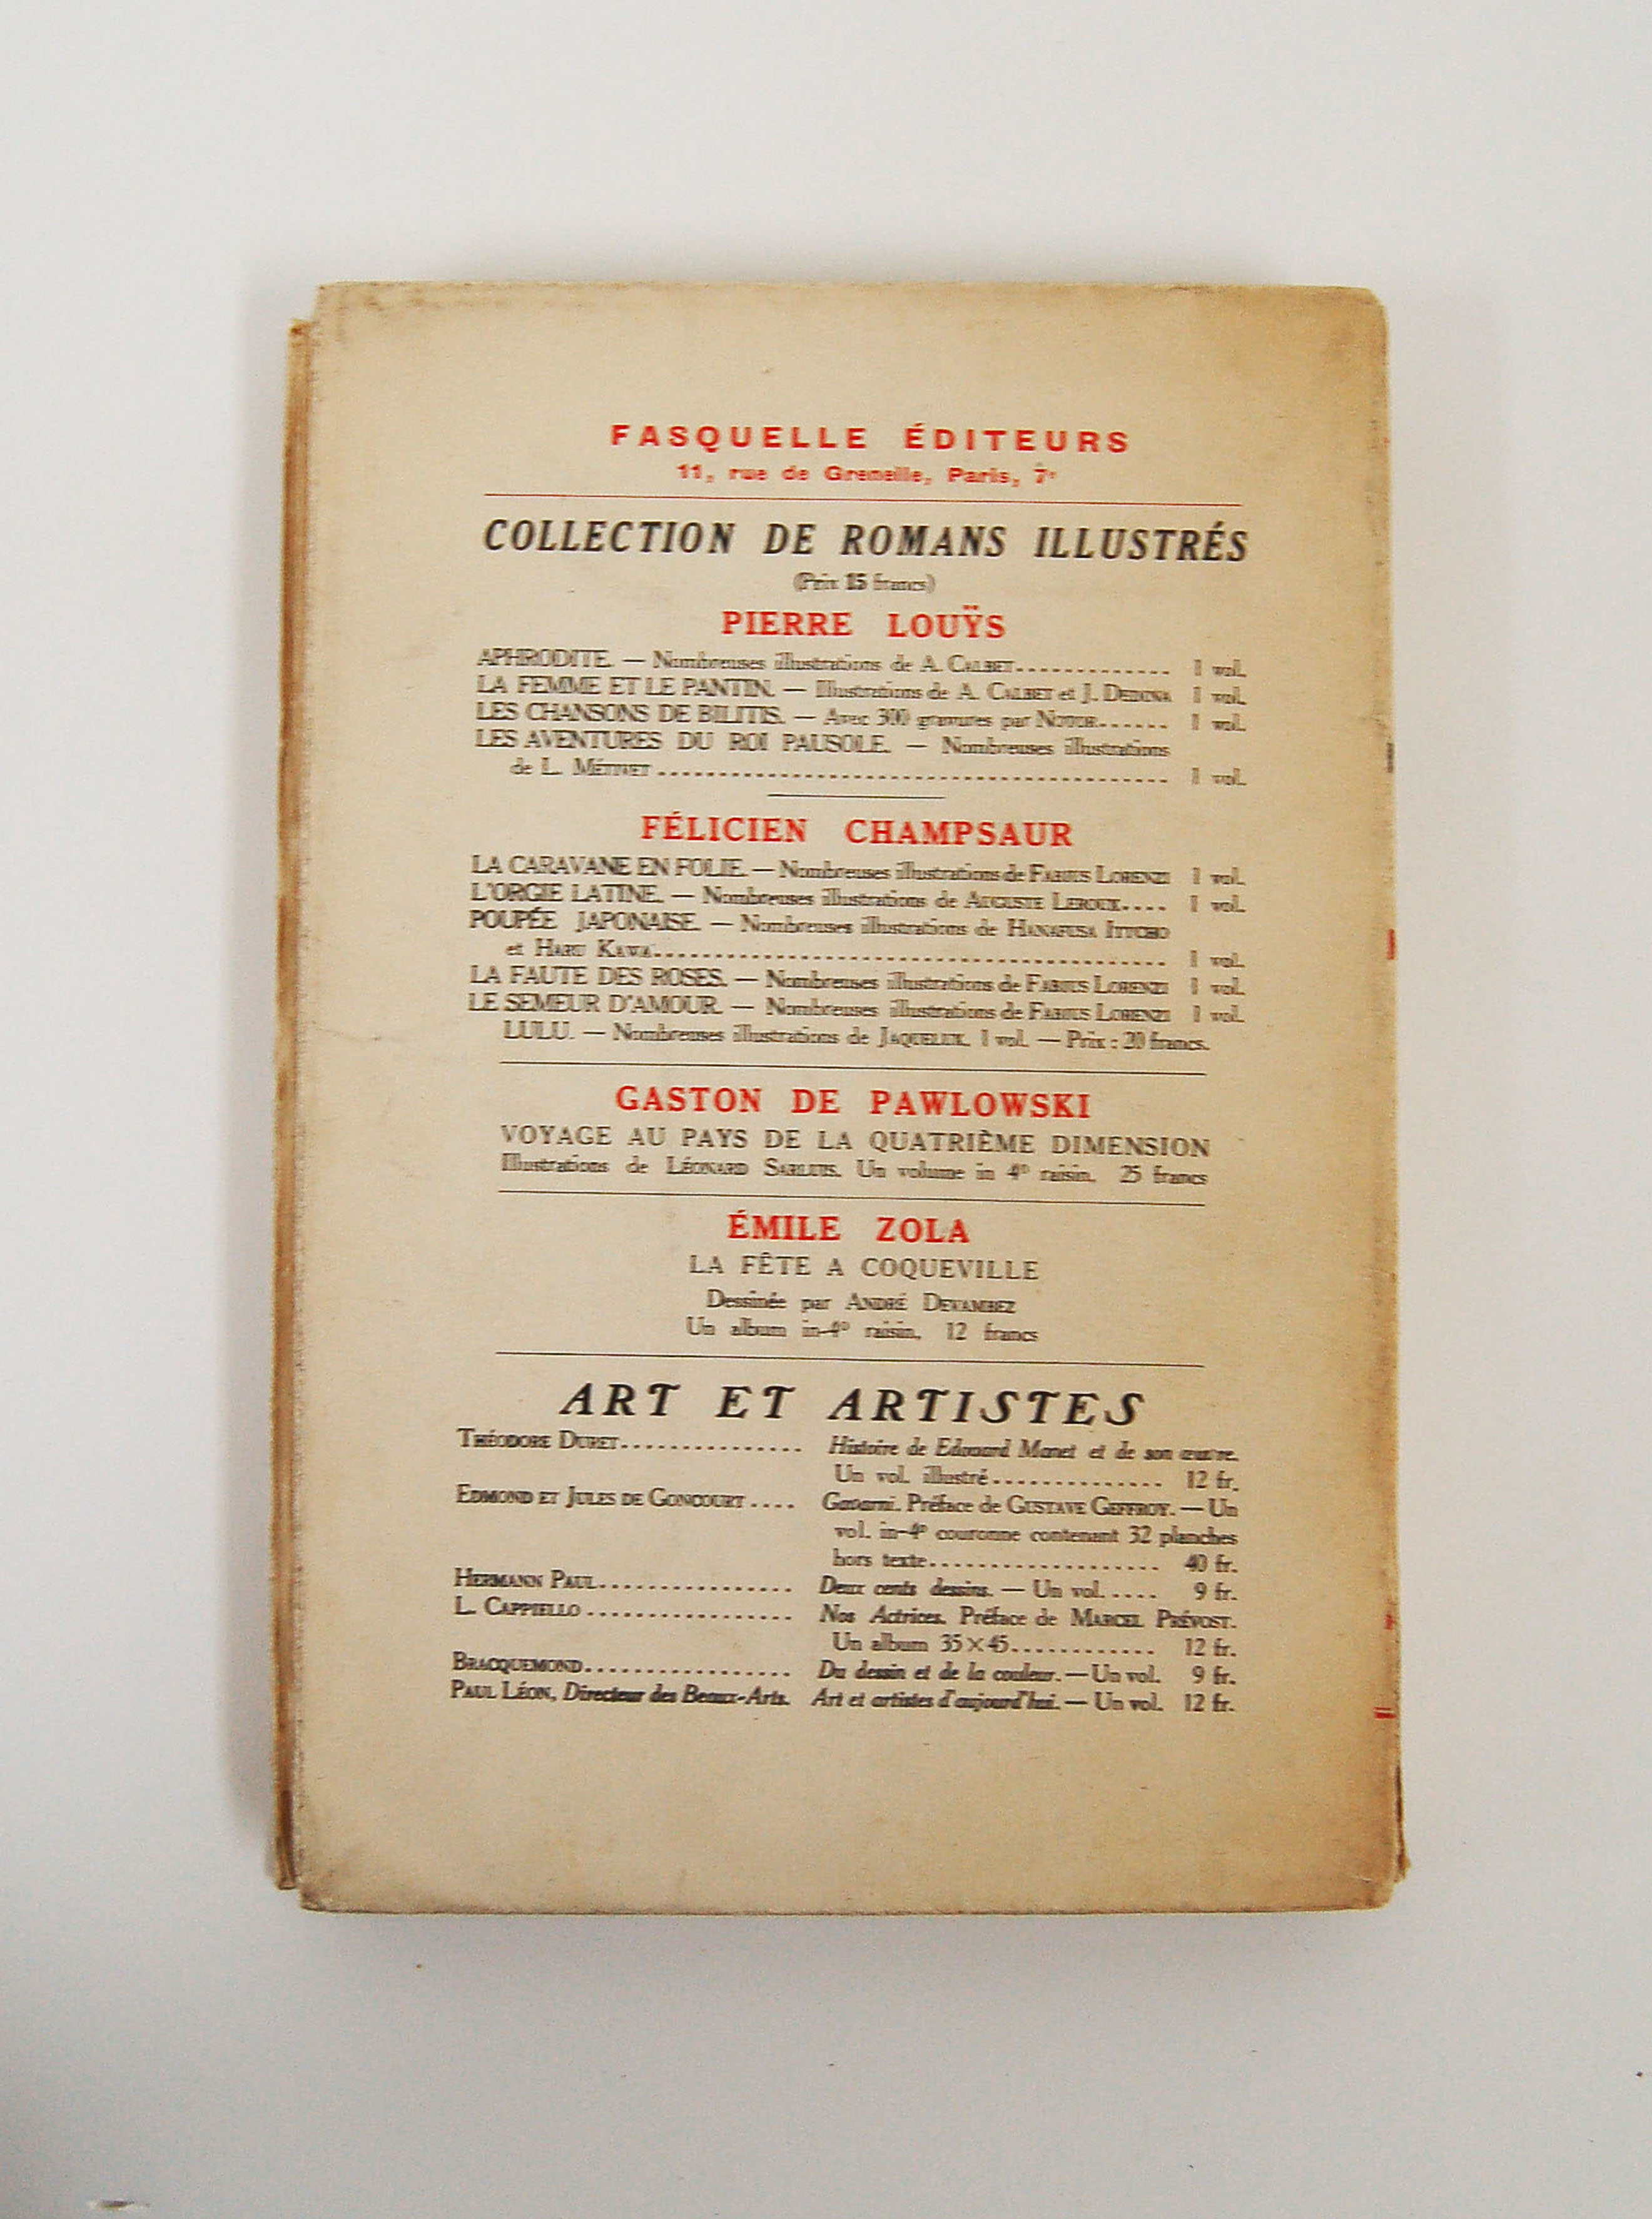 FASQUELLE ÉDITEURS
11, rue de Grenelle, Paris, 7e
COLLECTION DE ROMANS ILLUSTRÉS
(Prix 15 francs)
PIERRE LOUŸS
APHRODITE. — Nombreuses illustrations de A. CALBET............. 1 vol.
LA FEMME ET LE PANTIN. — Illustrations de A. CALBET et J. DEDINA 1 vol.
LES CHANSONS DE BILITIS. — Avec 300 gravures par NOTOR...... 1 vol.
LES AVENTURES DU ROI PAUSOLE. — Nombreuses illustrations
de L. MÉTIVET .......................................... 1 vol.
FÉLICIEN CHAMPSAUR
LA CARAVANE EN FOLIE. — Nombreuses illustrations de FABIUS LORENZI 1 vol.
L'ORGIE LATINE. — Nombreuses illustrations de AUGUSTE LEROUX.... 1 vol.
POUPÉE JAPONAISE. — Nombreuses illustrations de HANAFUSA ITTCHO
et HARU KAWA.......................................... 1 vol.
LA FAUTE DES ROSES. — Nombreuses illustrations de FABIUS LORENZI 1 vol.
LE SEMEUR D'AMOUR. — Nombreuses illustrations de FABIUS LORENZI 1 vol.
LULU. — Nombreuses illustrations de JAQUELUX. 1 vol. — Prix : 20 francs.
GASTON DE PAWLOWSKI
VOYAGE AU PAYS DE LA QUATRIÈME DIMENSION
Illustrations de LÉONARD SARLUIS. Un volume in 4º raisin. 25 francs
ÉMILE ZOLA
LA FÊTE A COQUEVILLE
Dessinée par ANDRÉ DEVAMBEZ
Un album in-4º raisin. 12 francs
ART ET ARTISTES
THÉODORE DURET............... Histoire de Edouard Manet et de son œuvre.
Un vol. illustré.............. 12 fr.
EDMOND ET JULES DE GONCOURT .... Gavarni. Préface de GUSTAVE GEFFROY. — Un
vol. in-4º couronne contenant 32 planches
hors texte................... 40 fr.
HERMANN PAUL................ Deux cents dessins. — Un vol..... 9 fr.
L. CAPPIELLO ................. Nos Actrices. Préface de MARCEL PRÉVOST.
Un album 35×45............ 12 fr.
BRACQUEMOND................. Du dessin et de la couleur. — Un vol. 9 fr.
PAUL LÉON, Directeur des Beaux-Arts. Art et artistes d'aujourd'hui. — Un vol. 12 fr.